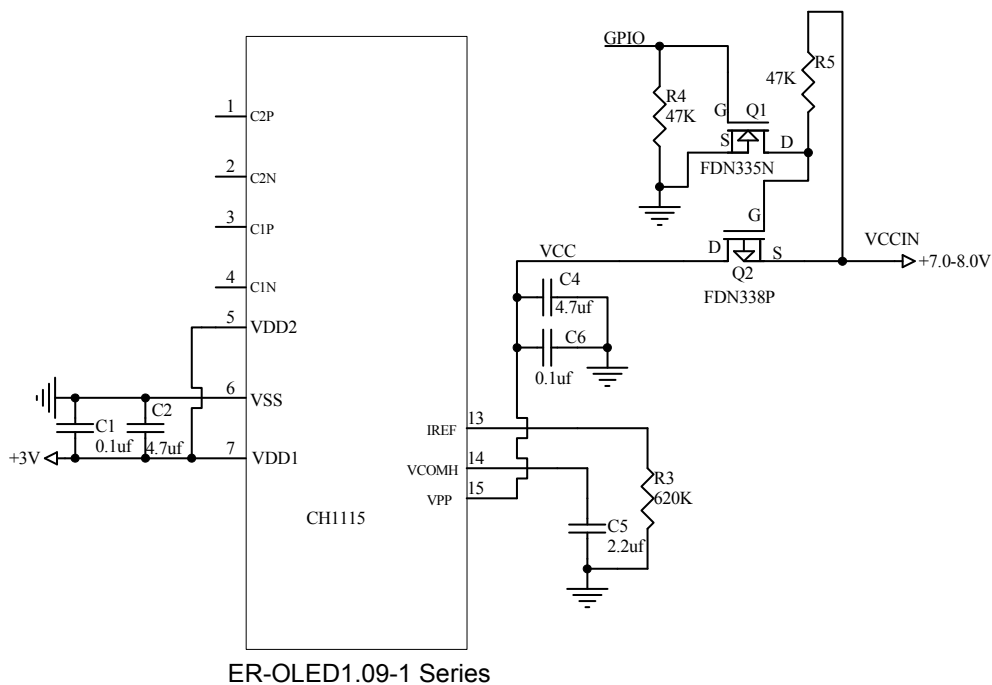 GPIO
R5
47K
R4
47K
G
Q1
S
D
FDN335N
G
D
S
Q2
FDN338P
VCC
VCCIN
+7.0-8.0V
C4
4.7uf
C6
0.1uf
1
C2P
2
C2N
3
C1P
4
C1N
5
VDD2
6
VSS
C1
0.1uf
C2
4.7uf
+3V
7
VDD1
13
IREF
14
VCOMH
15
VPP
R3
620K
C5
2.2uf
CH1115
ER-OLED1.09-1 Series